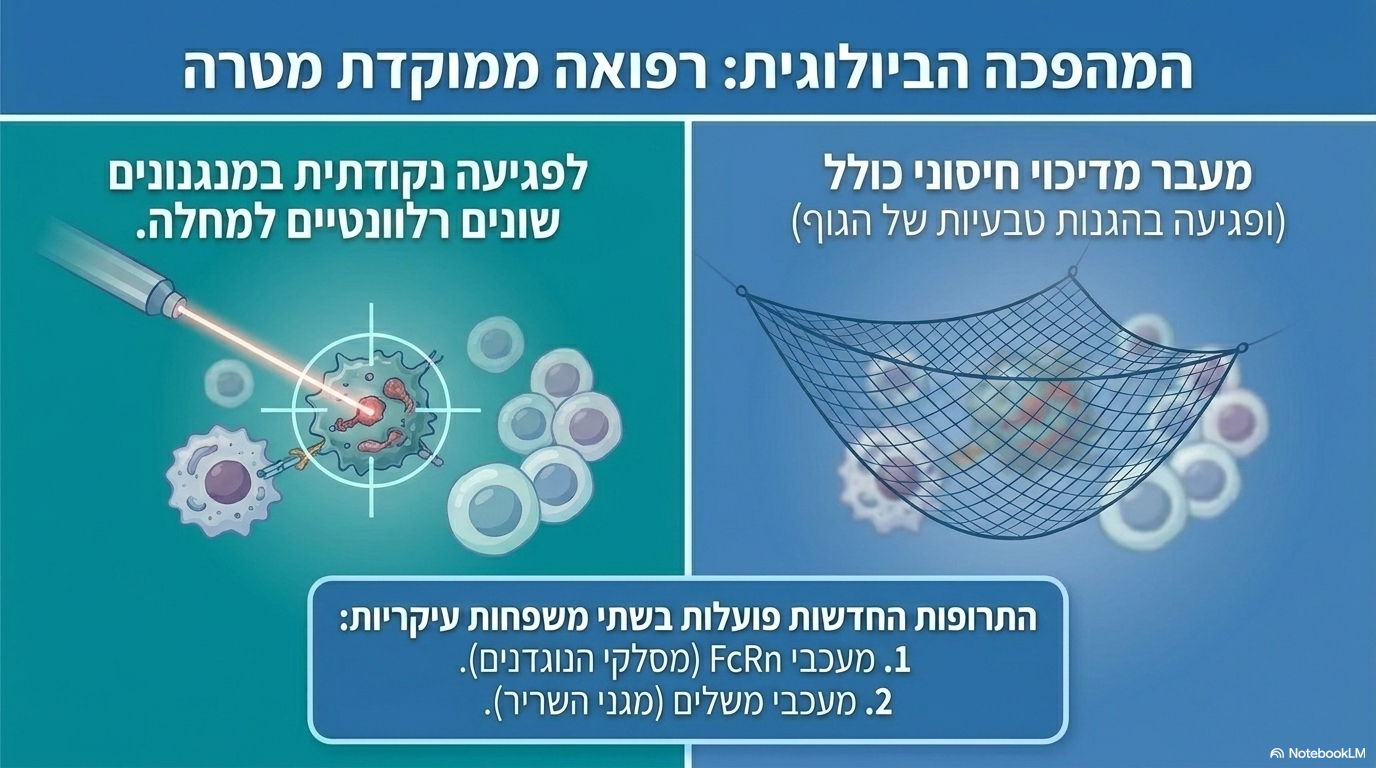 המהפכה הביולוגית: רפואה ממוקדת מטרה
מעבר מדיכוי חיסוני כולל
(ופגיעה בהגנות טבעיות של הגוף)
לפגיעה נקודתית במנגנונים
שונים רלוונטיים למחלה.
התרופות החדשות פועלות בשתי משפחות עיקריות:
1. מעכבי FcRn (מסלקי הנוגדנים).
2. מעכבי משלים (מגני השריר).
NotebookLM